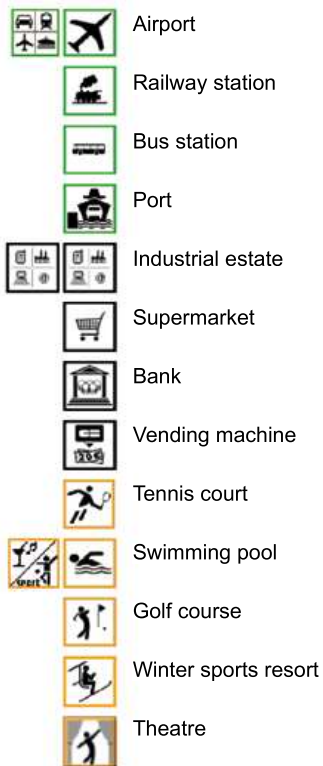 Airport
Railway station
Bus station
Port
Industrial estate
Supermarket
Bank
Vending machine
Tennis court
sport
Swimming pool
Golf course
Winter sports resort
Theatre